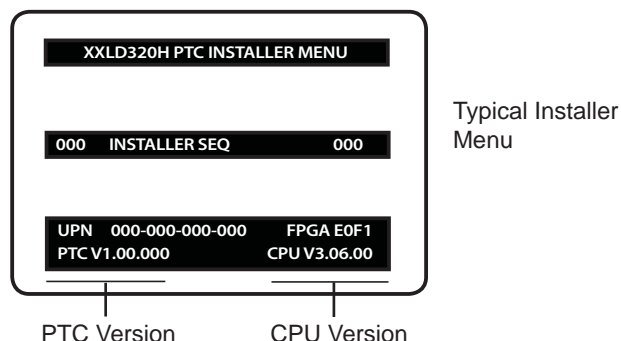 XXLD320H PTC INSTALLER MENU
Typical Installer
Menu
000 INSTALLER SEQ 000
UPN 000-000-000-000 FPGA E0F1
PTC V1.00.000 CPU V3.06.00
PTC Version CPU Version